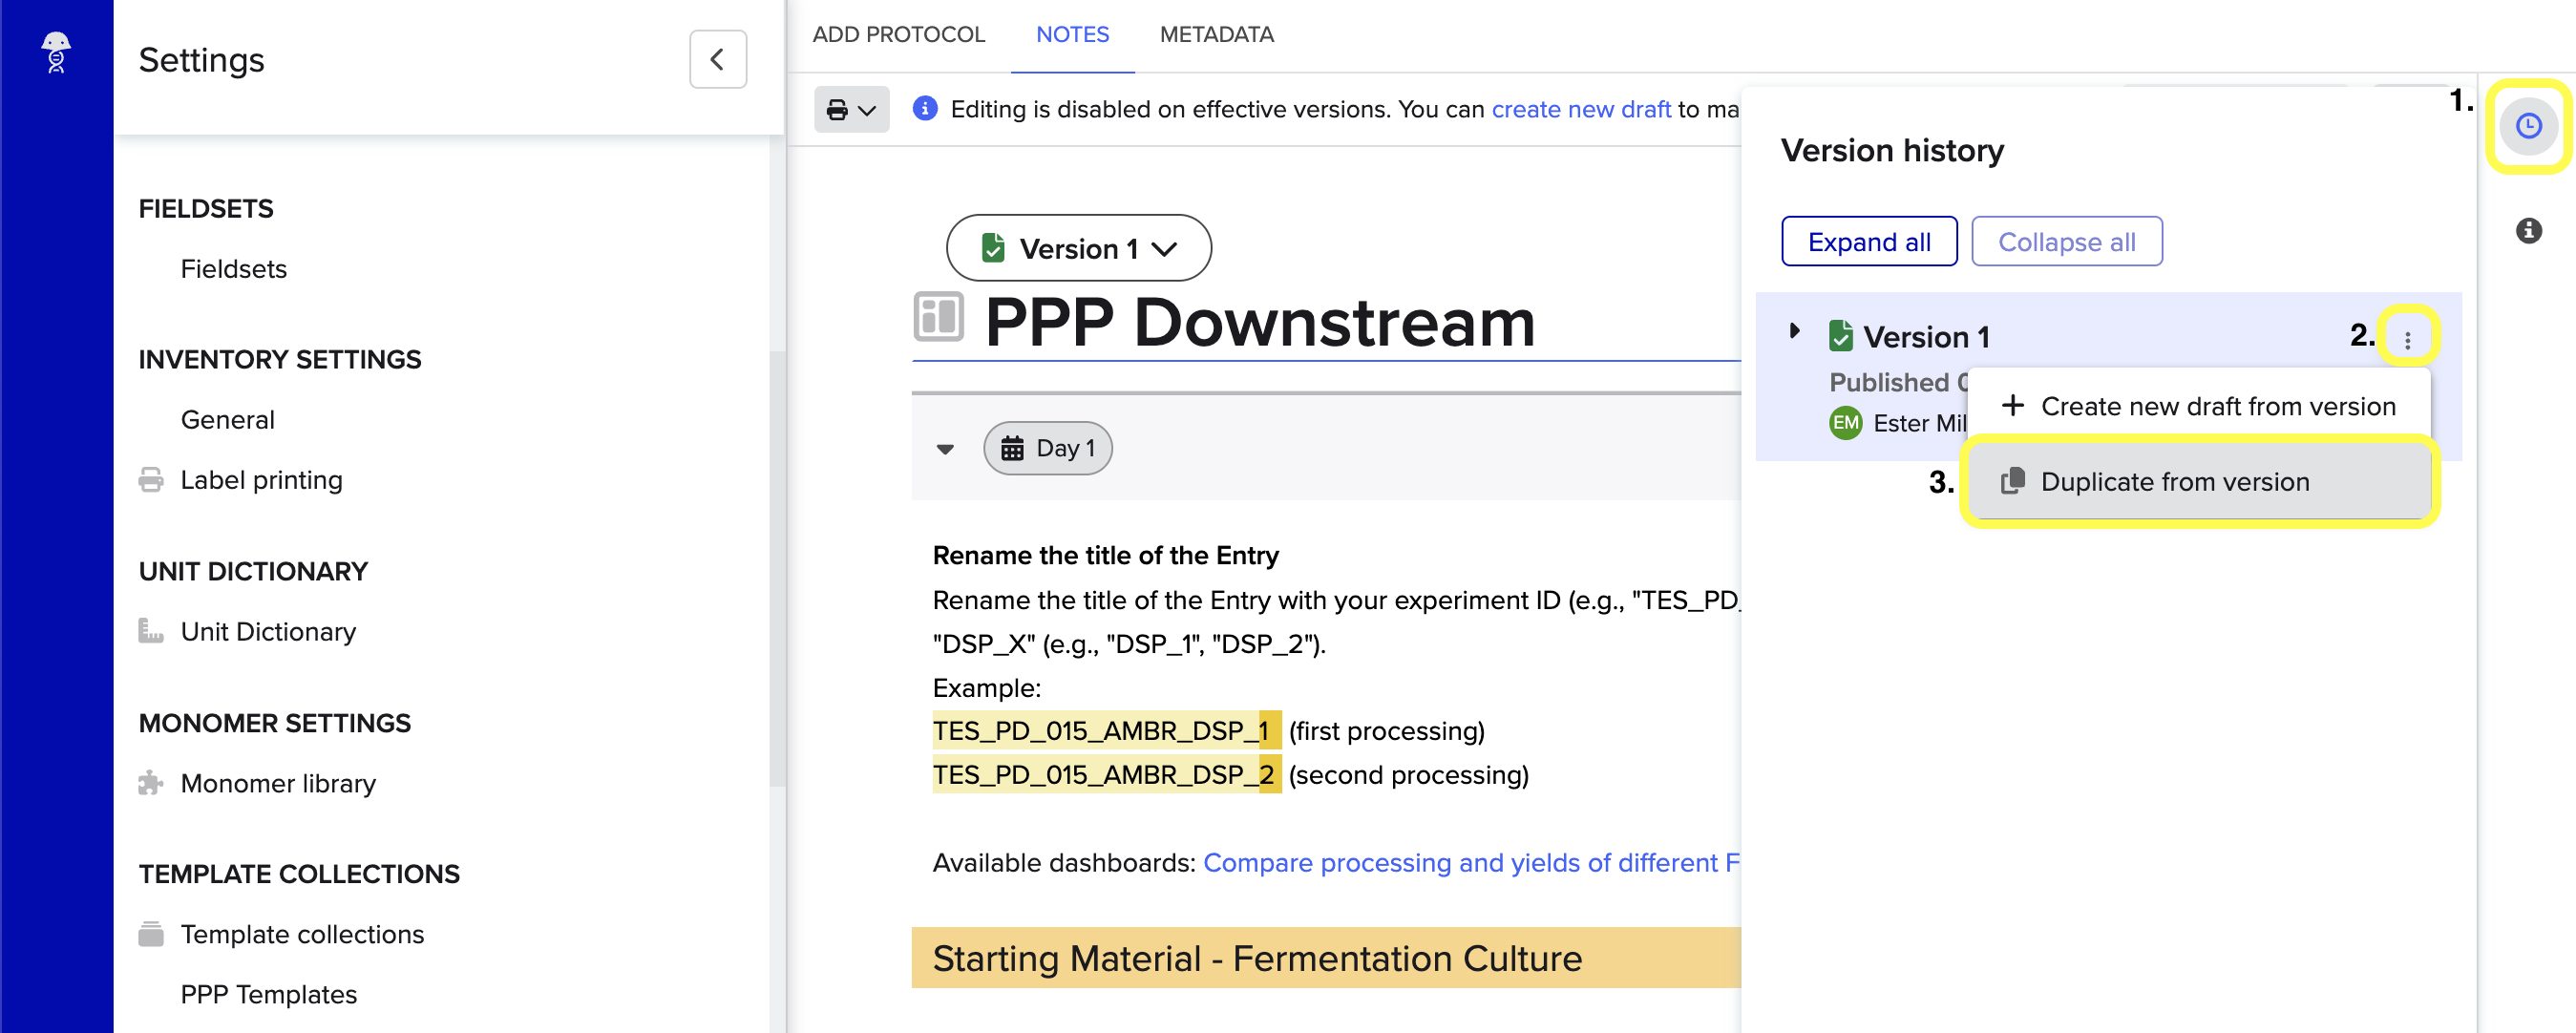 Settings
FIELDSETS
Fieldsets
INVENTORY SETTINGS
General
Label printing
UNIT DICTIONARY
Unit Dictionary
MONOMER SETTINGS
Monomer library
TEMPLATE COLLECTIONS
Template collections
PPP Templates
ADD PROTOCOL NOTES METADATA
Editing is disabled on effective versions. You can create new draft to ma
Version 1
PPP Downstream
Day 1
Rename the title of the Entry
Rename the title of the Entry with your experiment ID (e.g., "TES_PD_
"DSP_X" (e.g., "DSP_1", "DSP_2").
Example:
TES_PD_015_AMBR_DSP_1 (first processing)
TES_PD_015_AMBR_DSP_2 (second processing)
Available dashboards: Compare processing and yields of different F
Starting Material - Fermentation Culture
1.
Version history
Expand all Collapse all
Version 1 2.
Published
EM Ester Mil
Create new draft from version
3. Duplicate from version